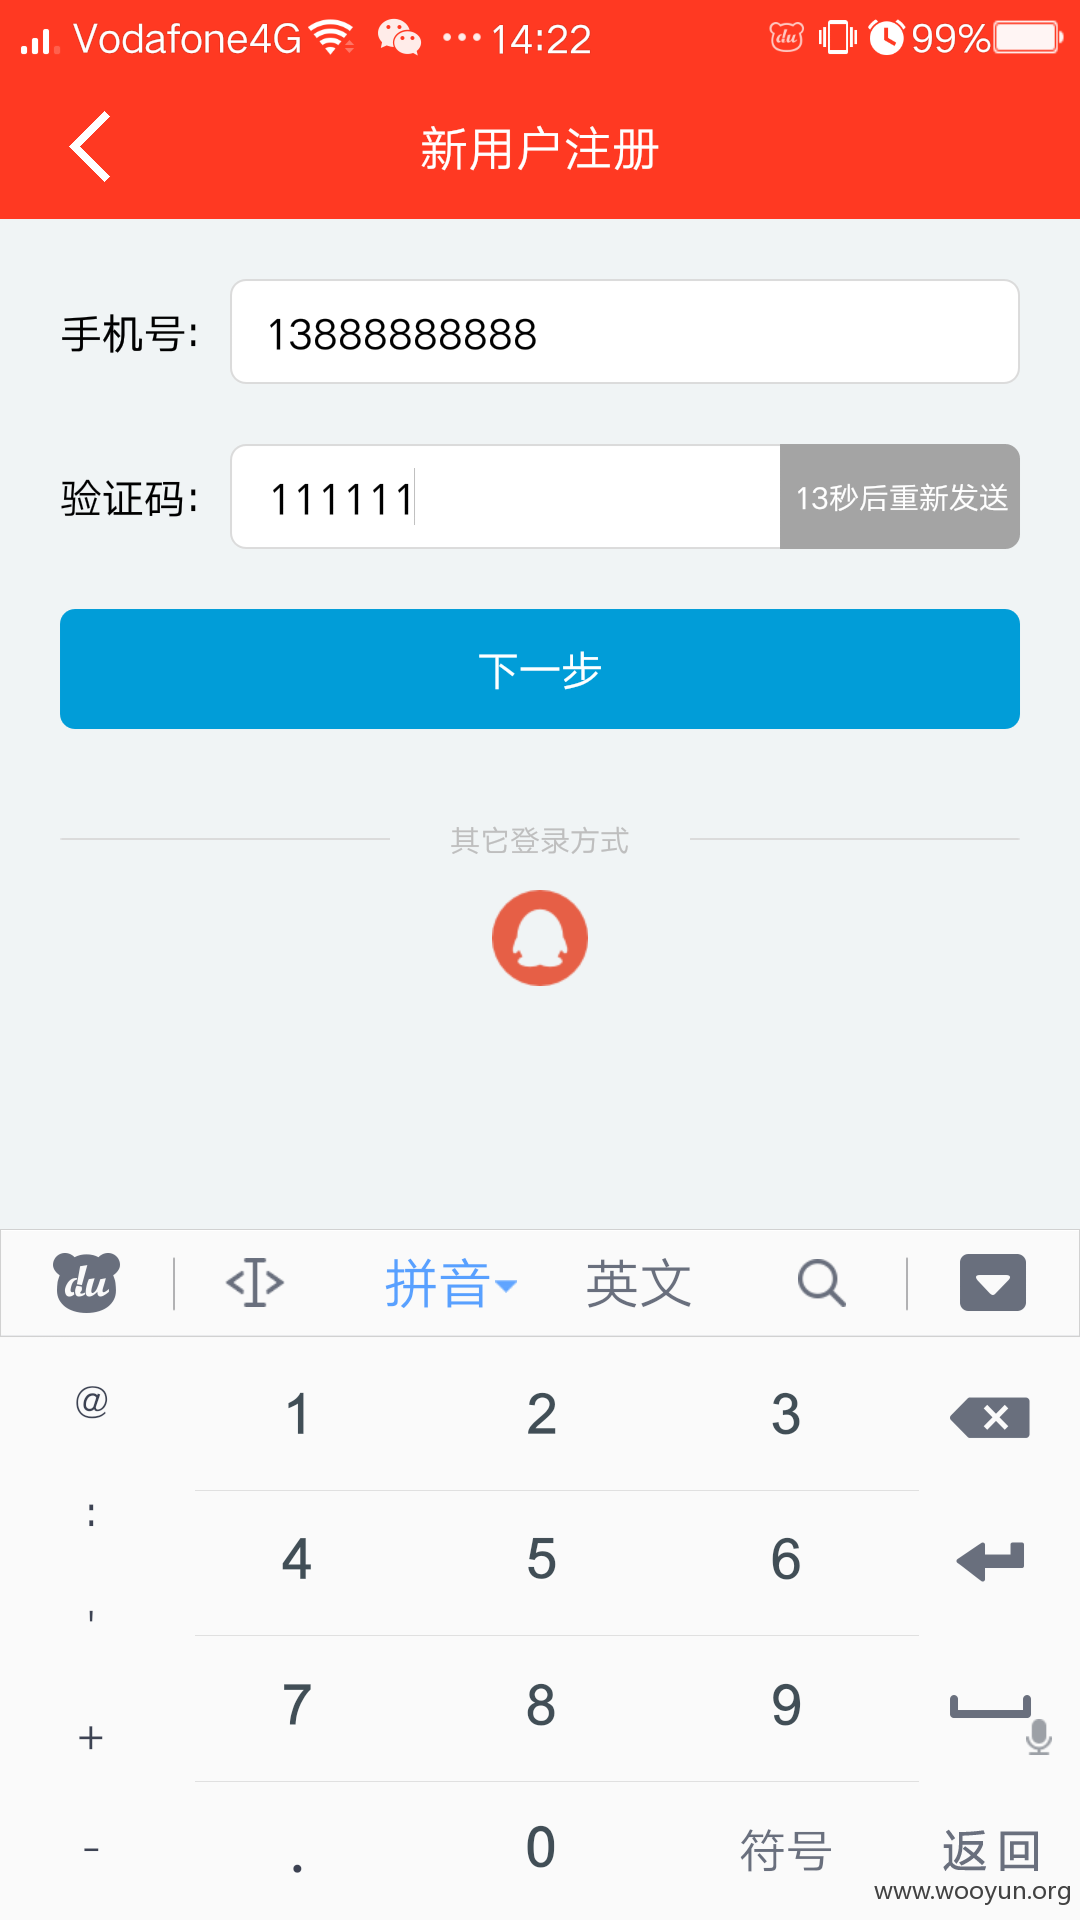 Vodafone4G 14:22 du 99%
新用户注册
手机号: 13888888888
验证码: 111111 13秒后重新发送
下一步
其它登录方式
du 拼音 英文
@ 1 2 3
: 4 5 6
' 7 8 9
+
- . 0 符号 返回
www.wooyun.org